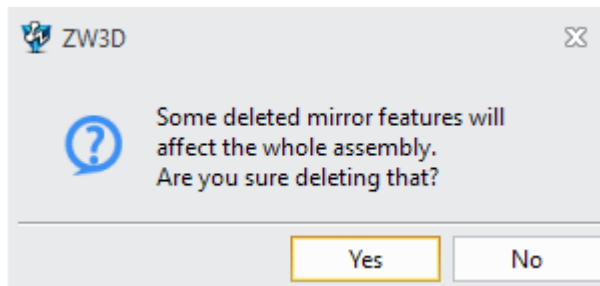 ZW3D
Some deleted mirror features will
affect the whole assembly.
Are you sure deleting that?
Yes
No